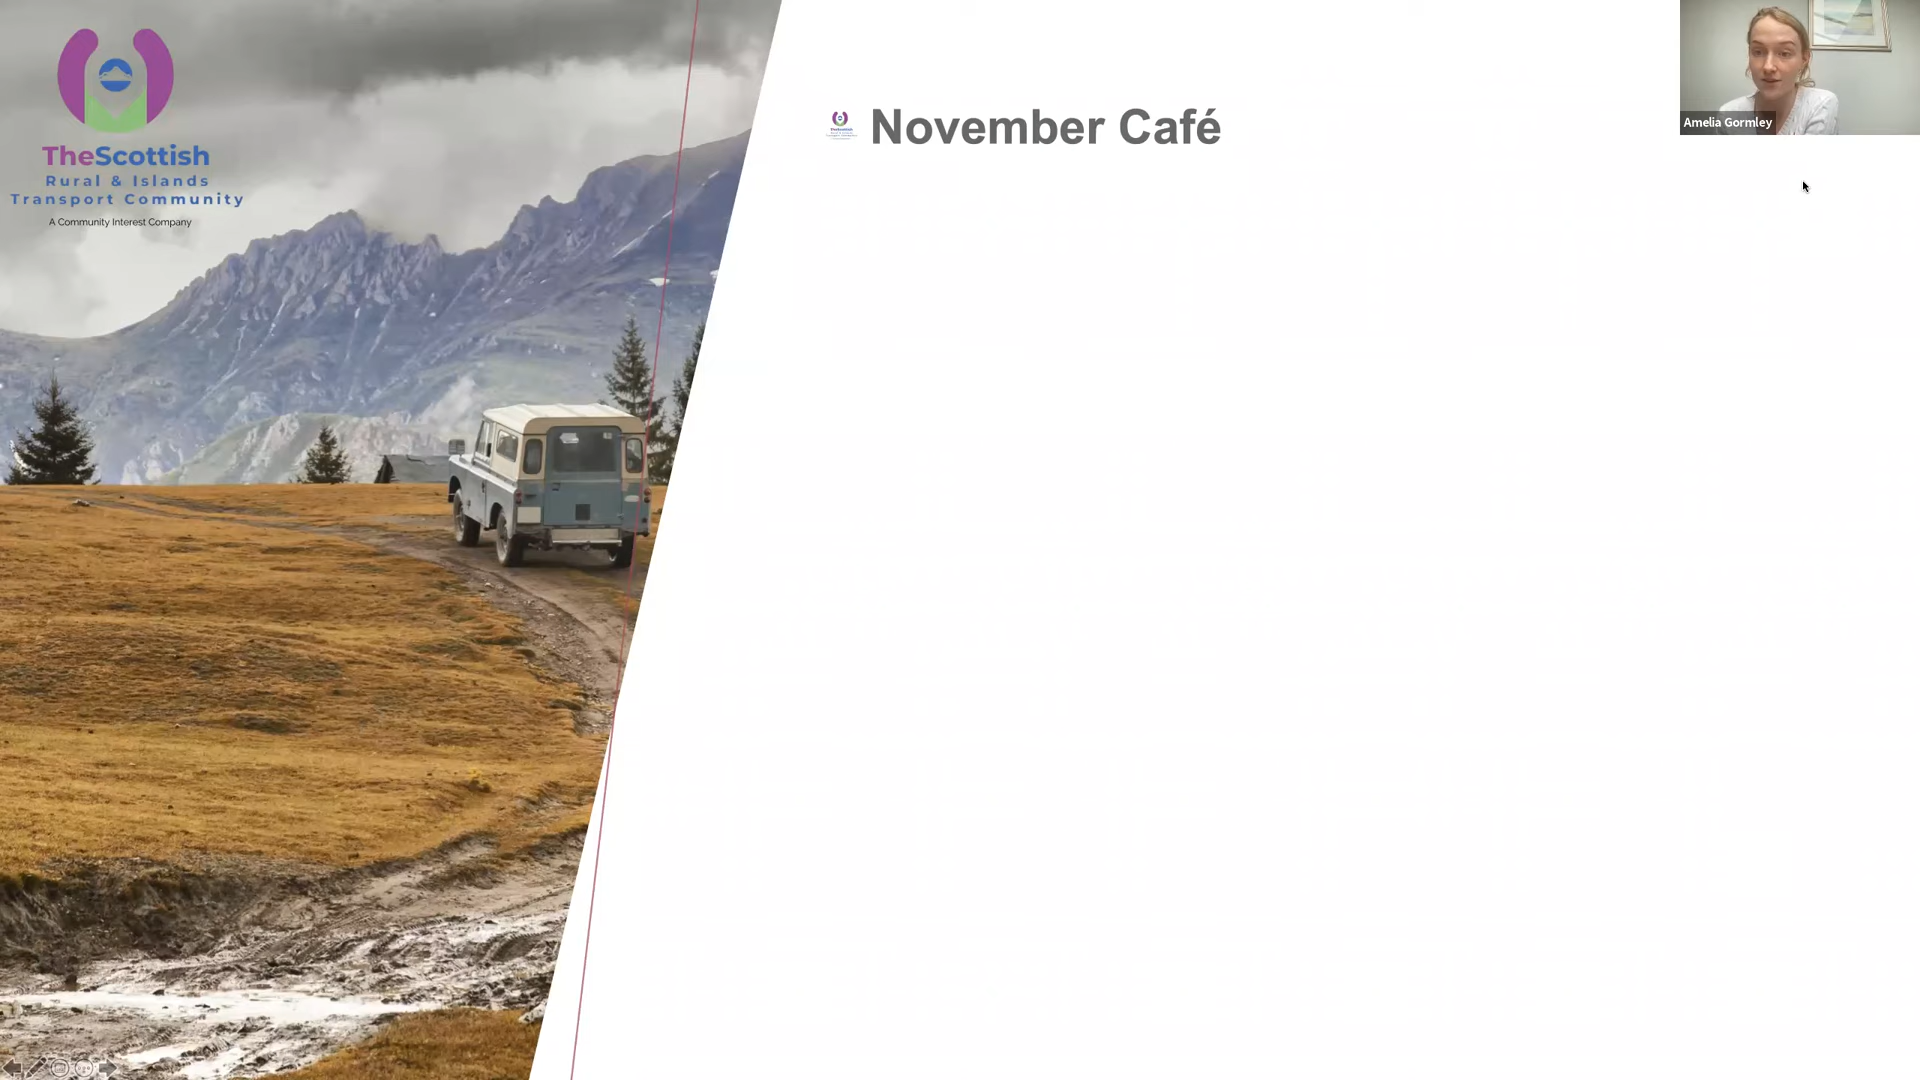 TheScottish
Rural & Islands
Transport Community
A Community Interest Company
November Café
Amelia Gormley